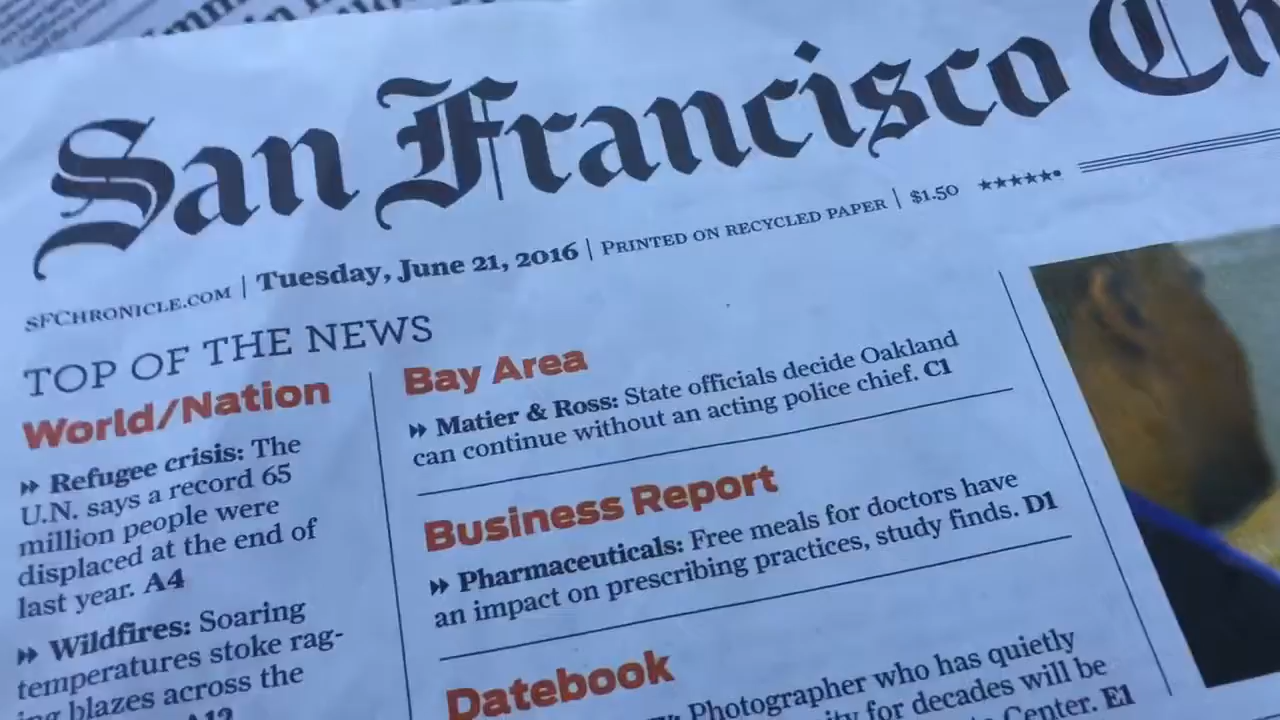 San Francisco Ch
SFCHRONICLE.COM | Tuesday, June 21, 2016 | PRINTED ON RECYCLED PAPER | $1.50 ★★★★★•
TOP OF THE NEWS
World/Nation
Refugee crisis: The
U.N. says a record 65
million people were
displaced at the end of
last year. A4
Wildfires: Soaring
temperatures stoke rag-
ing blazes across the
Bay Area
Matier & Ross: State officials decide Oakland
can continue without an acting police chief. C1
Business Report
Pharmaceuticals: Free meals for doctors have
an impact on prescribing practices, study finds. D1
Datebook
Photographer who has quietly
for decades will be
Center. E1